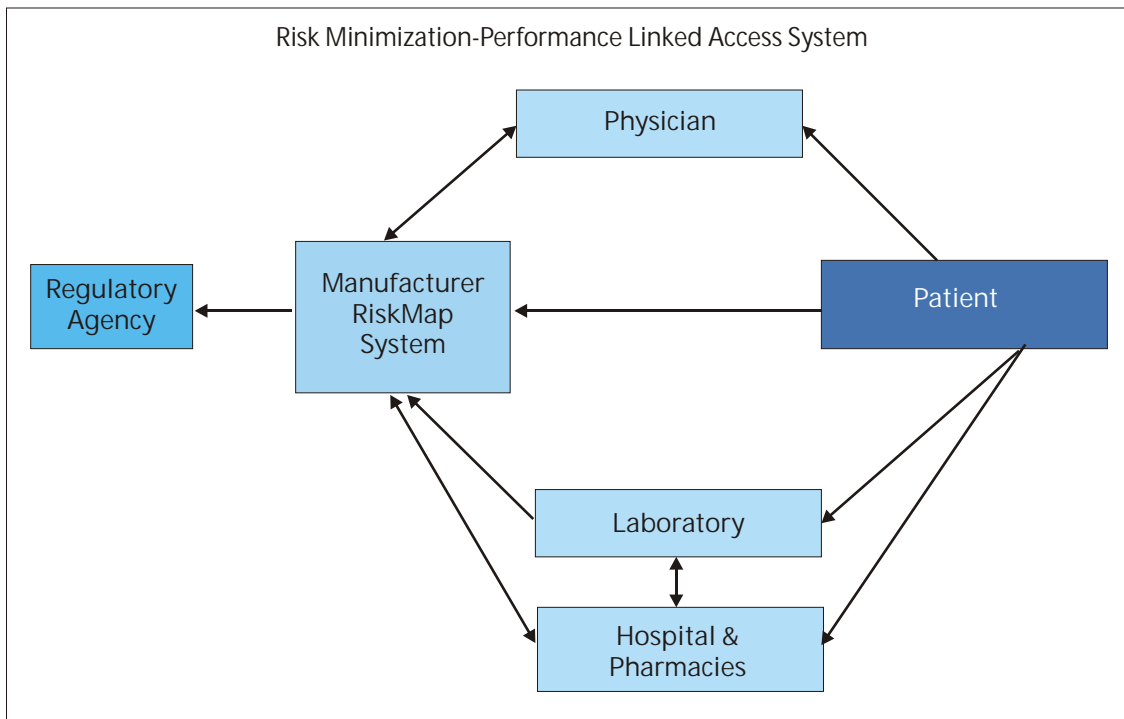 Risk Minimization-Performance Linked Access System
Physician
Regulatory
Agency
Manufacturer
RiskMap
System
Patient
Laboratory
Hospital &
Pharmacies